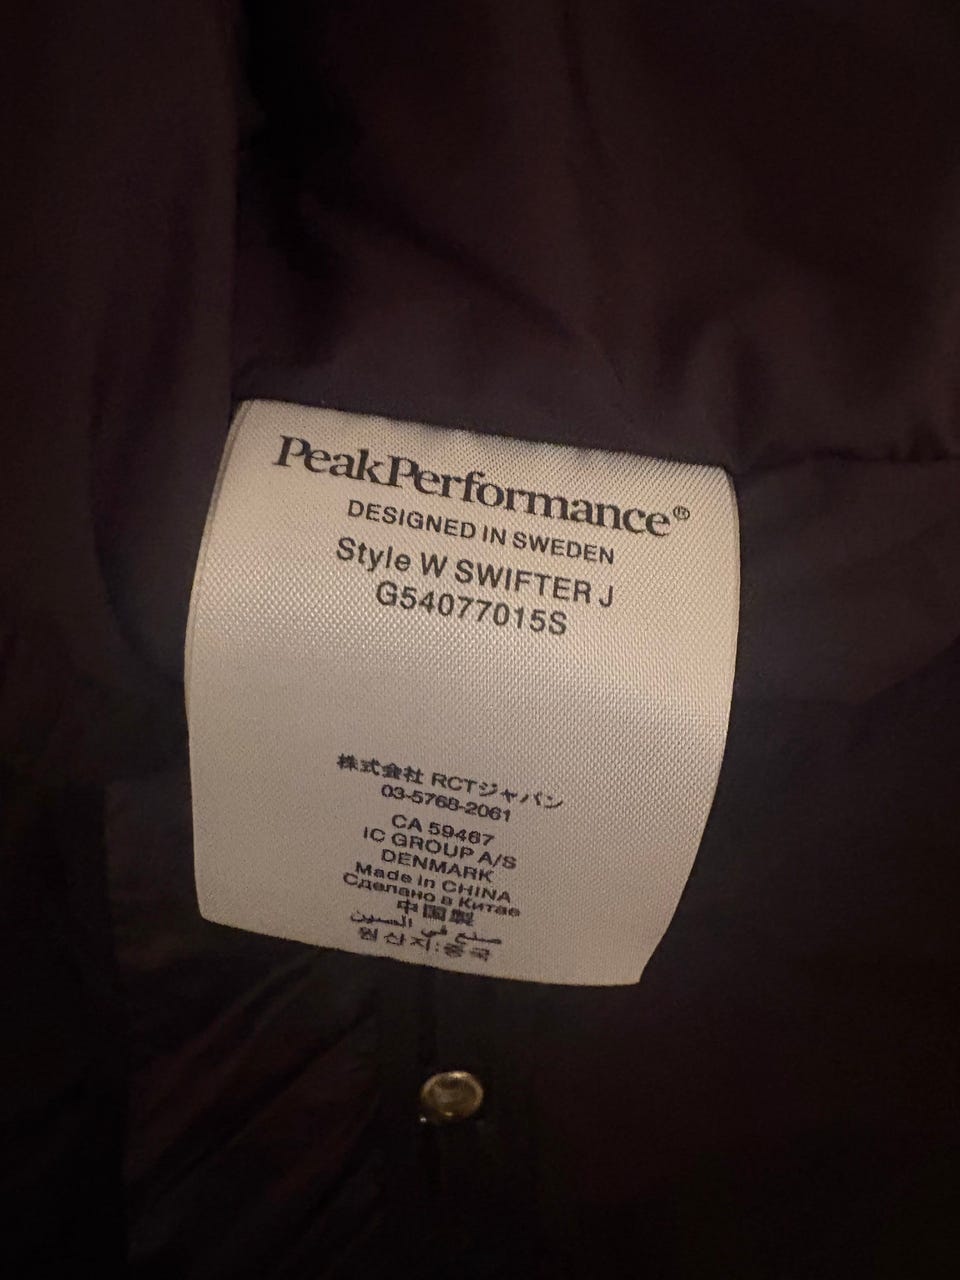 PeakPerformance®
DESIGNED IN SWEDEN
Style W SWIFTER J
G54077015S
株式会社 RCTジャパン
03-5768-2061
CA 59467
IC GROUP A/S
DENMARK
Made in CHINA
Сделано в Китае
中国製
صنع في الصين
원산지: 중국